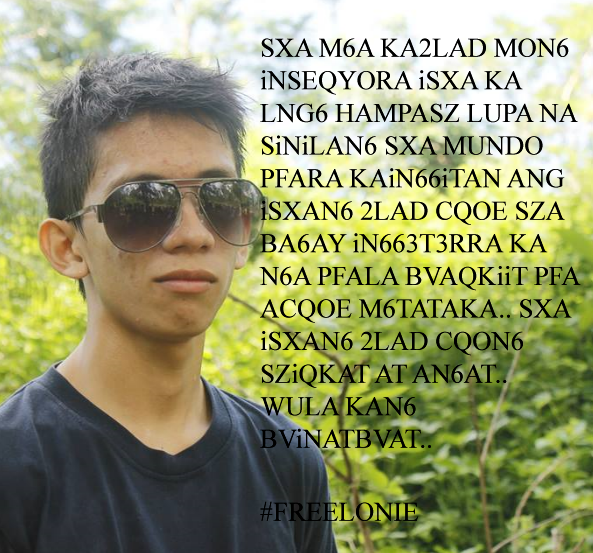 SXA M6A KA2LAD MON6
iNSEQYORA iSXA KA
LNG6 HAMPASZ LUPA NA
SiNiLAN6 SXA MUNDO
PFARA KAiN66iTAN ANG
iSXAN6 2LAD CQOE SZA
BA6AY iN663T3RRA KA
N6A PFALA BVAQKiiT PFA
ACQOE M6TATAKA.. SXA
iSXAN6 2LAD CQON6
SZiQKAT AT AN6AT..
WULA KAN6
BViNATBVAT..
#FREELONIE